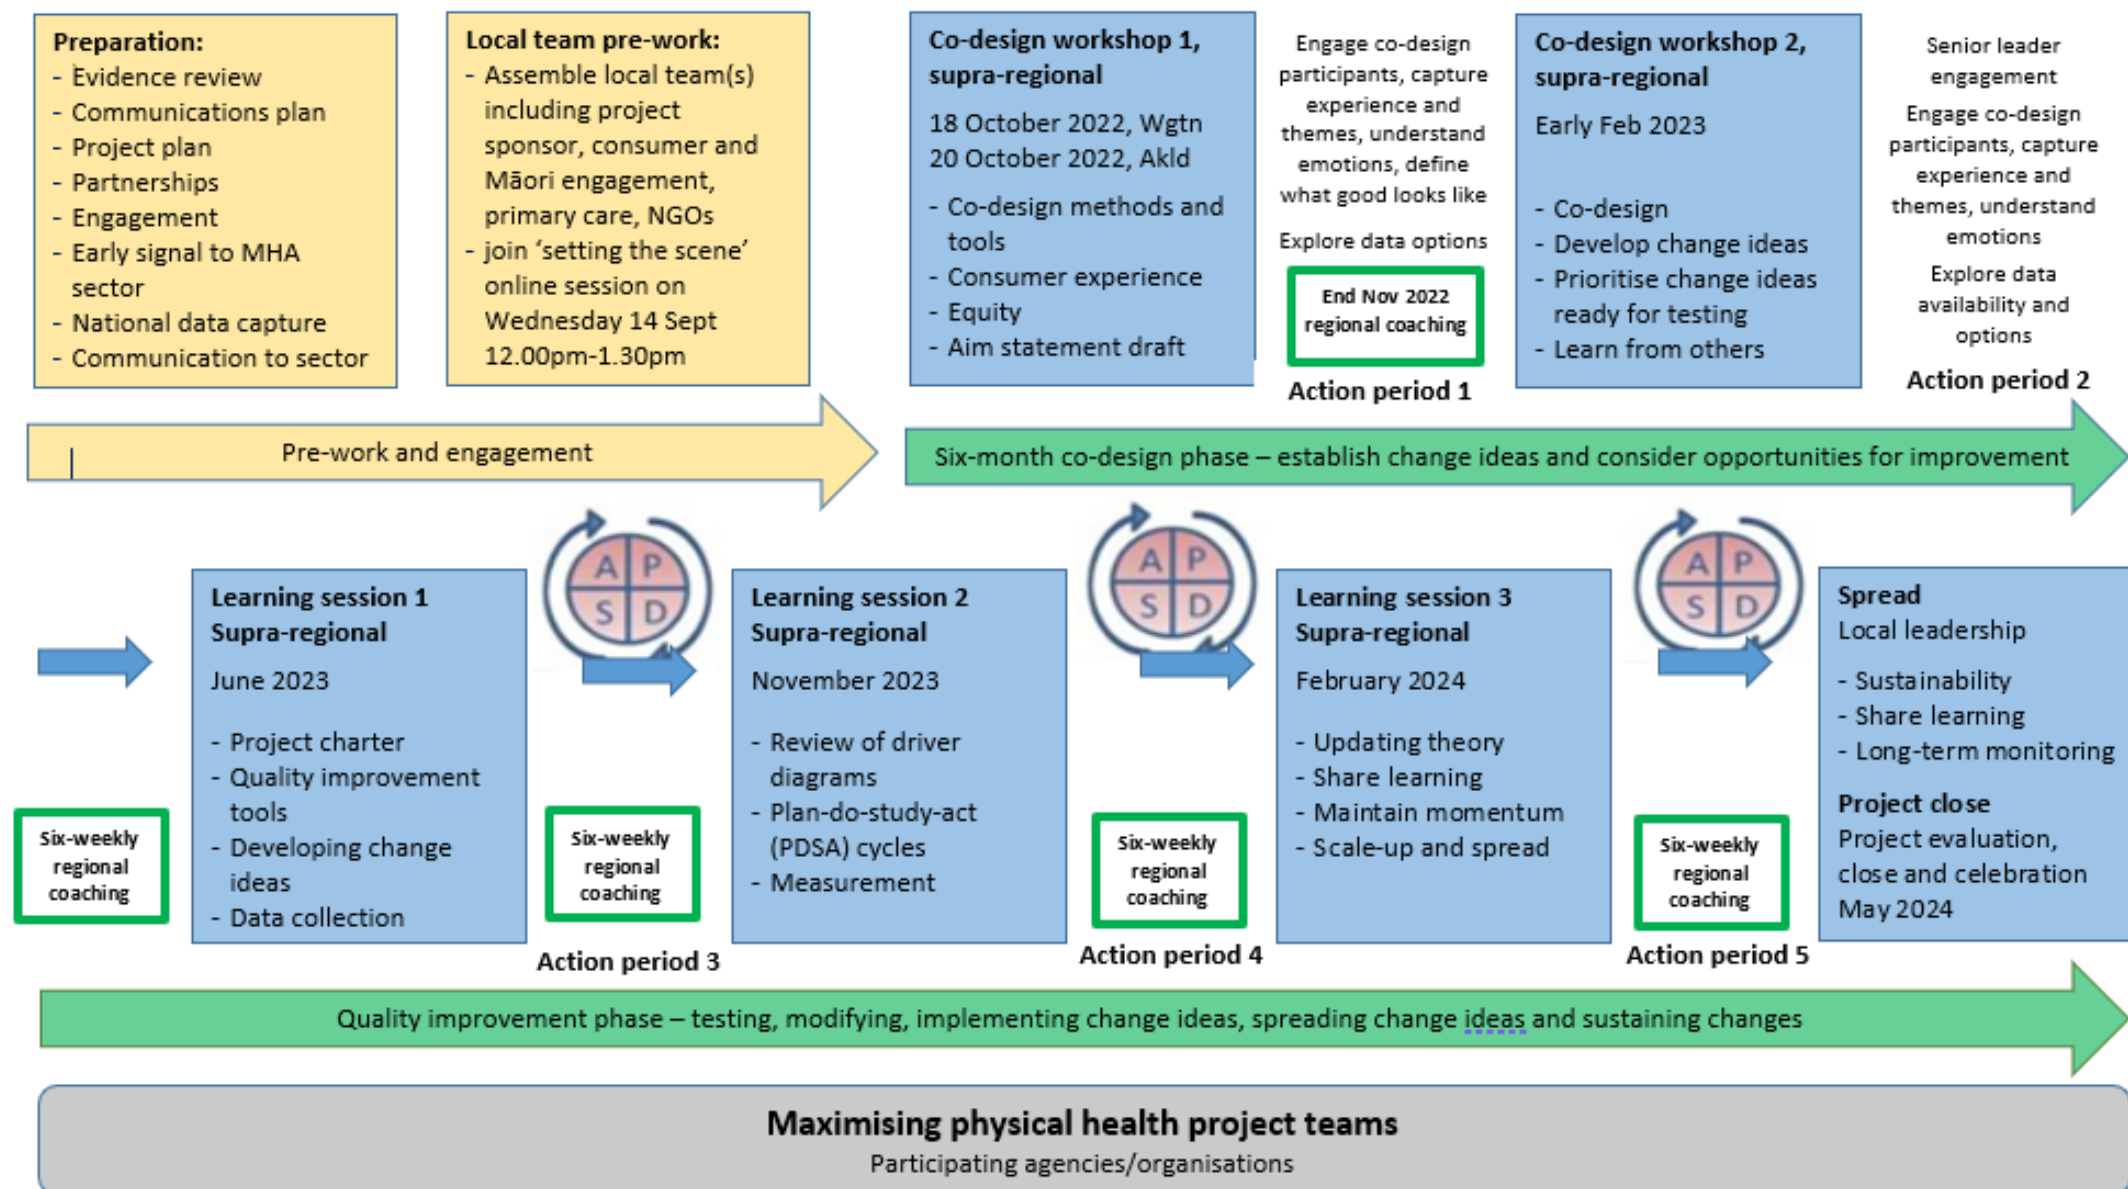 Preparation:
- Evidence review
- Communications plan
- Project plan
- Partnerships
- Engagement
- Early signal to MHA
sector
- National data capture
- Communication to sector
Local team pre-work:
- Assemble local team(s)
including project
sponsor, consumer and
Māori engagement,
primary care, NGOs
- join ‘setting the scene’
online session on
Wednesday 14 Sept
12.00pm-1.30pm
Co-design workshop 1,
supra-regional
18 October 2022, Wgtn
20 October 2022, Akld
- Co-design methods and
tools
- Consumer experience
- Equity
- Aim statement draft
Engage co-design
participants, capture
experience and
themes, understand
emotions, define
what good looks like
Explore data options
End Nov 2022
regional coaching
Action period 1
Co-design workshop 2,
supra-regional
Early Feb 2023
- Co-design
- Develop change ideas
- Prioritise change ideas
ready for testing
- Learn from others
Senior leader
engagement
Engage co-design
participants, capture
experience and
themes, understand
emotions
Explore data
availability and
options
Action period 2
Pre-work and engagement
Six-month co-design phase – establish change ideas and consider opportunities for improvement
Six-weekly
regional
coaching
Learning session 1
Supra-regional
June 2023
- Project charter
- Quality improvement
tools
- Developing change
ideas
- Data collection
A P
S D
Six-weekly
regional
coaching
Action period 3
Learning session 2
Supra-regional
November 2023
- Review of driver
diagrams
- Plan-do-study-act
(PDSA) cycles
- Measurement
A P
S D
Six-weekly
regional
coaching
Action period 4
Learning session 3
Supra-regional
February 2024
- Updating theory
- Share learning
- Maintain momentum
- Scale-up and spread
A P
S D
Six-weekly
regional
coaching
Action period 5
Spread
Local leadership
- Sustainability
- Share learning
- Long-term monitoring
Project close
Project evaluation,
close and celebration
May 2024
Quality improvement phase – testing, modifying, implementing change ideas, spreading change ideas and sustaining changes
Maximising physical health project teams
Participating agencies/organisations